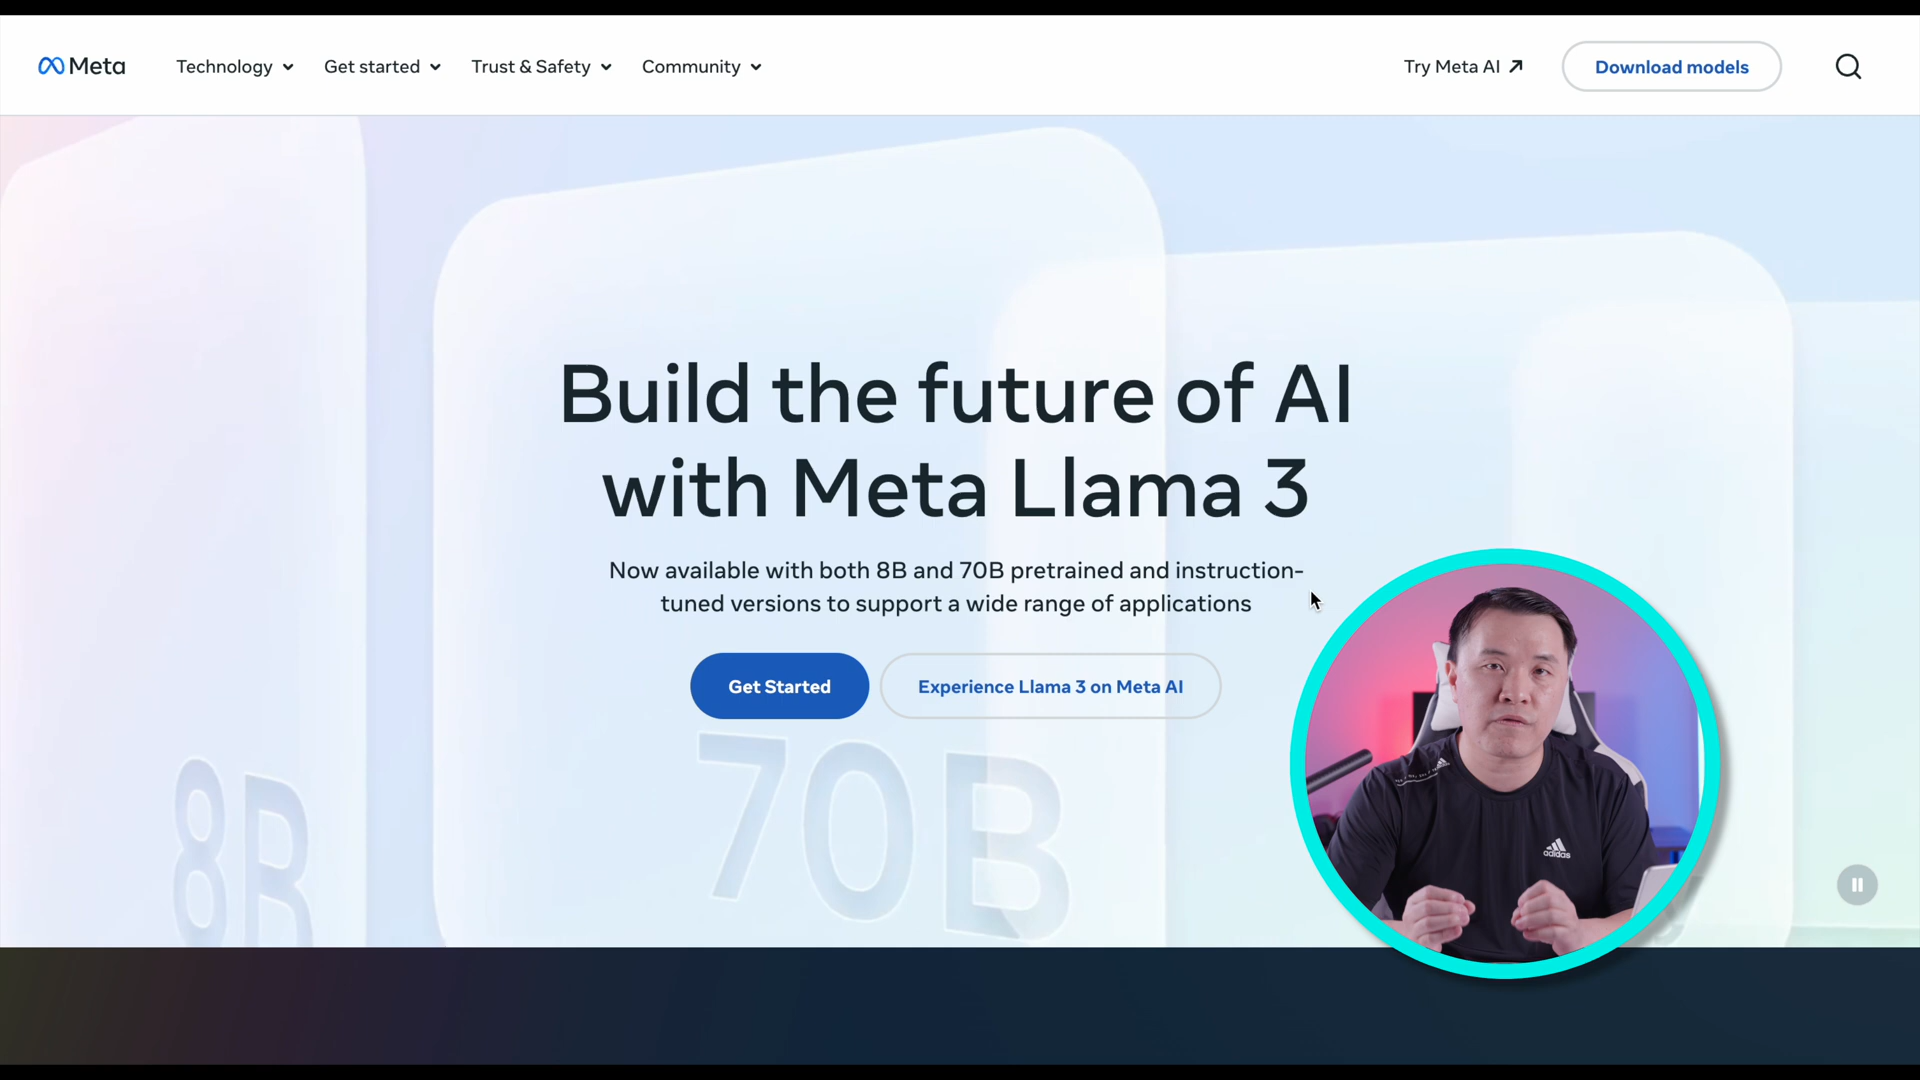 Meta
Technology
Get started
Trust & Safety
Community
Try Meta AI
Download models
Build the future of AI
with Meta Llama 3
Now available with both 8B and 70B pretrained and instruction-
tuned versions to support a wide range of applications
Get Started
Experience Llama 3 on Meta AI
8B
70B
adidas